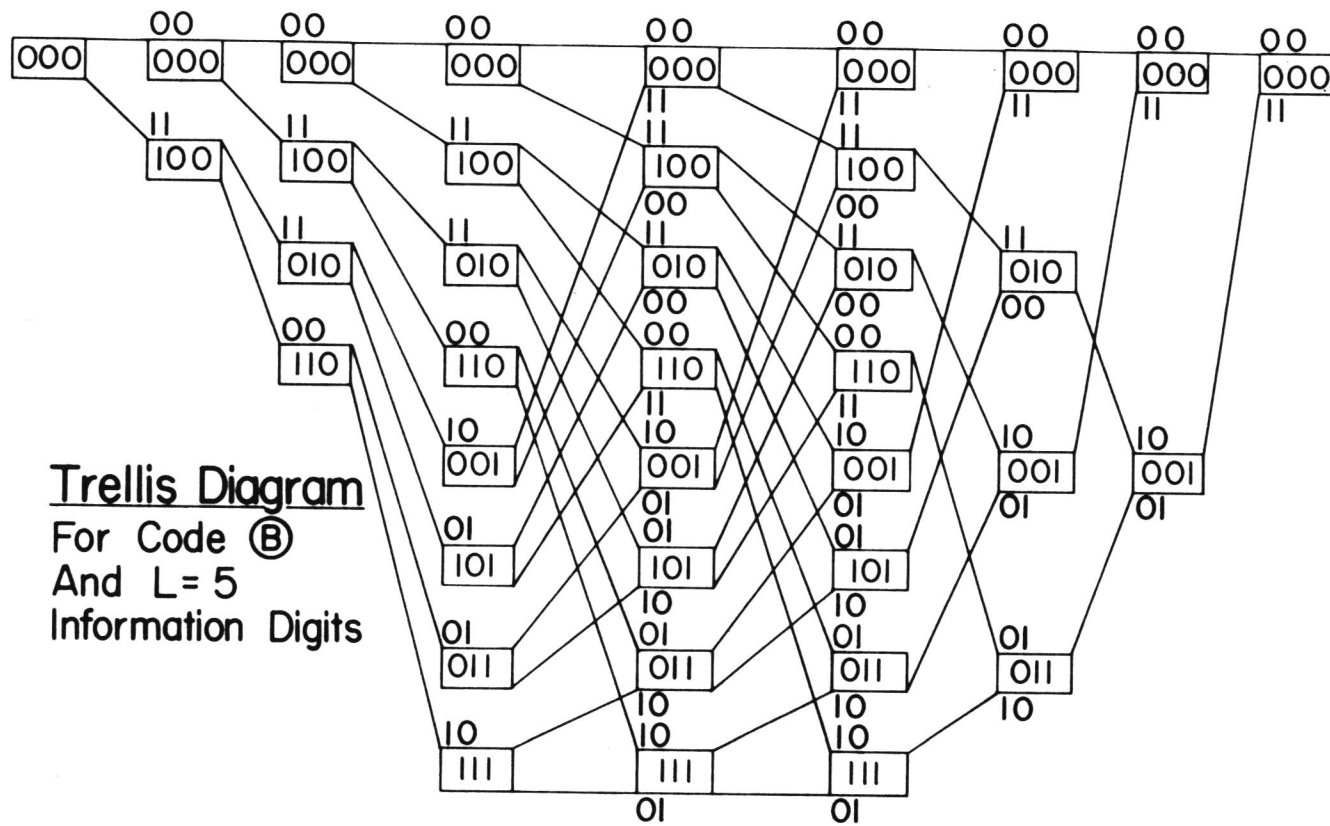 00 00 00 00 00 00 00 00
000 000 000 000 000 000 000 000 000
11 11 11 11 11
11 11 11 11 11
100 100 100 100 100
00 00
11 11 11 11 11
010 010 010 010 010
00 00 00
00 00 00 00
110 110 110 110
11 11
10 10 10 10 10
001 001 001 001 001
01 01 01 01
01 01 01
101 101 101
10 10
01 01 01 01
011 011 011 011
10 10 10
10 10 10
111 111 111
01 01
Trellis Diagram
For Code Ⓑ
And L= 5
Information Digits